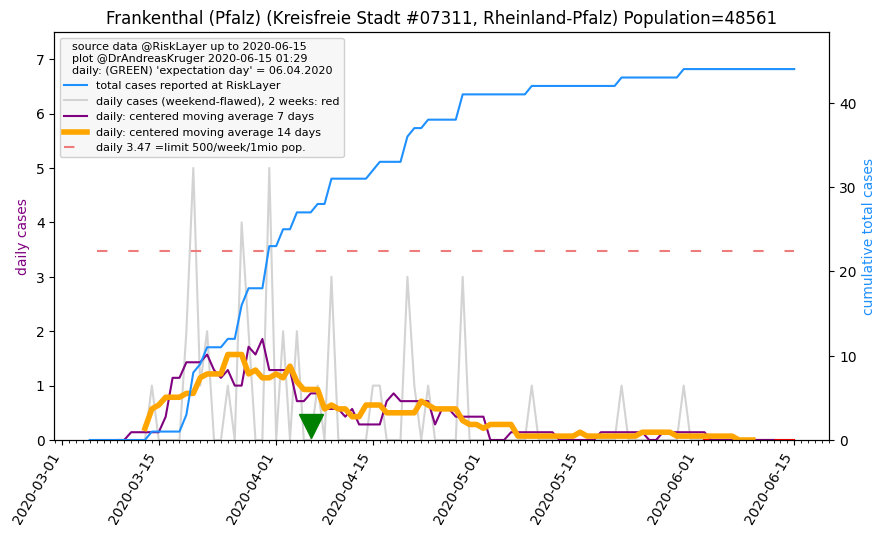 Frankenthal (Pfalz) (Kreisfreie Stadt #07311, Rheinland-Pfalz) Population=48561
source data @RiskLayer up to 2020-06-15
plot @DrAndreasKruger 2020-06-15 01:29
daily: (GREEN) 'expectation day' = 06.04.2020
total cases reported at RiskLayer
daily cases (weekend-flawed), 2 weeks: red
daily: centered moving average 7 days
daily: centered moving average 14 days
daily 3.47 =limit 500/week/1mio pop.
daily cases
7
6
5
4
3
2
1
0
cumulative total cases
40
30
20
10
0
2020-03-01
2020-03-15
2020-04-01
2020-04-15
2020-05-01
2020-05-15
2020-06-01
2020-06-15